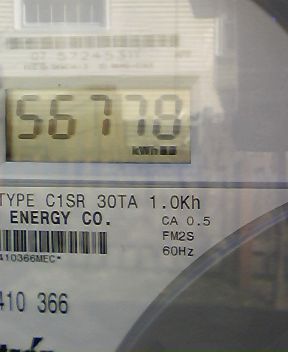 56778
kWh
TYPE C1SR 30TA 1.0Kh
ENERGY CO. CA 0.5
FM2S
410366MEC* 60Hz
410 366